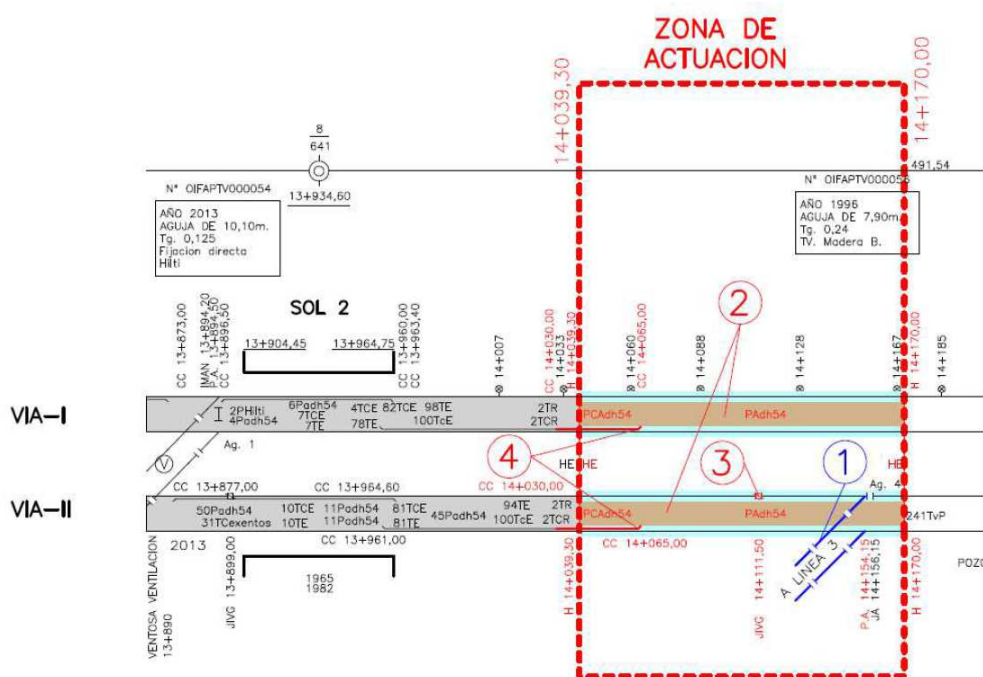 ZONA DE
ACTUACION
14+039,30
14+170,00
8
641
13+934,60
491,54
N° OIFAPTV000054
AÑO 2013
AGUJA DE 10,10m.
Tg. 0,125
Fijacion directa
Hilti
AÑO 1996
AGUJA DE 7,90m.
Tg. 0,24
TV. Madera B.
SOL 2
CC 13+873,00
IMAN 13+894,20
P.A. 13+894,50
CC 13+896,50
13+904,45
13+964,75
CC 13+960,00
CC 13+963,40
14+007
14+033
CC 14+030,00
H 14+039,30
14+060
CC 14+065,00
14+088
14+128
14+167
H 14+170,00
14+185
2
VIA-I
2PHilti
4Padh54
6Padh54
7TCE
7TE
4TCE
78TE
82TCE
98TE
100TcE
2TR
2TCR
PCAdh54
PAdh54
Ag. 1
V
4
HE
HE
3
1
HE
Ag. 4
CC 13+877,00
CC 13+964,60
CC 14+030,00
VIA-II
50Padh54
31TCexentos
10TCE
10TE
11Padh54
11Padh54
81TCE
81TE
45Padh54
94TE
100TcE
2TR
2TCR
PCAdh54
PAdh54
241TvP
CC 13+961,00
CC 14+065,00
VENTOSA VENTILACION
13+890
2013
JIVG 13+899,00
1965
1982
H 14+039,30
JIVG 14+111,50
A LINEA 3
P.A. 14+154,15
JA 14+156,15
H 14+170,00
POZO